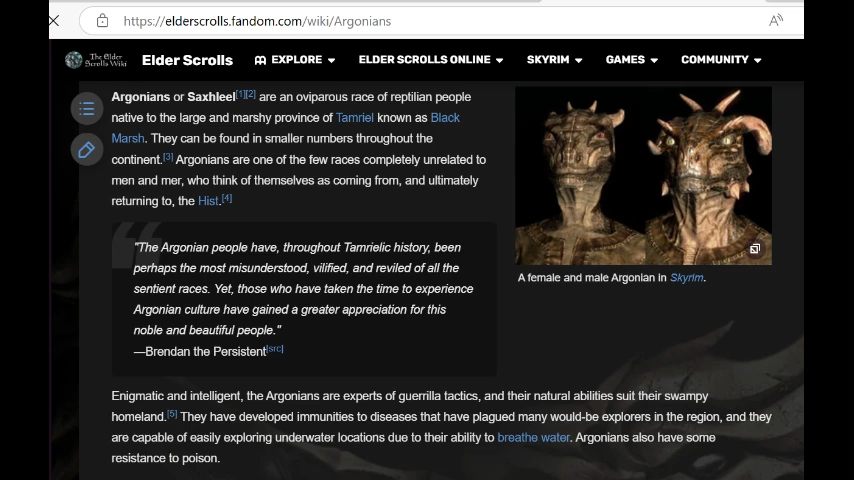 https://elderscrolls.fandom.com/wiki/Argonians
The Elder
Scrolls Wiki
Elder Scrolls EXPLORE ELDER SCROLLS ONLINE SKYRIM GAMES COMMUNITY
Argonians or Saxhleel[1][2] are an oviparous race of reptilian people
native to the large and marshy province of Tamriel known as Black
Marsh. They can be found in smaller numbers throughout the
continent.[3] Argonians are one of the few races completely unrelated to
men and mer, who think of themselves as coming from, and ultimately
returning to, the Hist.[4]
"The Argonian people have, throughout Tamrielic history, been
perhaps the most misunderstood, vilified, and reviled of all the
sentient races. Yet, those who have taken the time to experience
Argonian culture have gained a greater appreciation for this
noble and beautiful people."
—Brendan the Persistent[src]
A female and male Argonian in Skyrim.
Enigmatic and intelligent, the Argonians are experts of guerrilla tactics, and their natural abilities suit their swampy
homeland.[5] They have developed immunities to diseases that have plagued many would-be explorers in the region, and they
are capable of easily exploring underwater locations due to their ability to breathe water. Argonians also have some
resistance to poison.